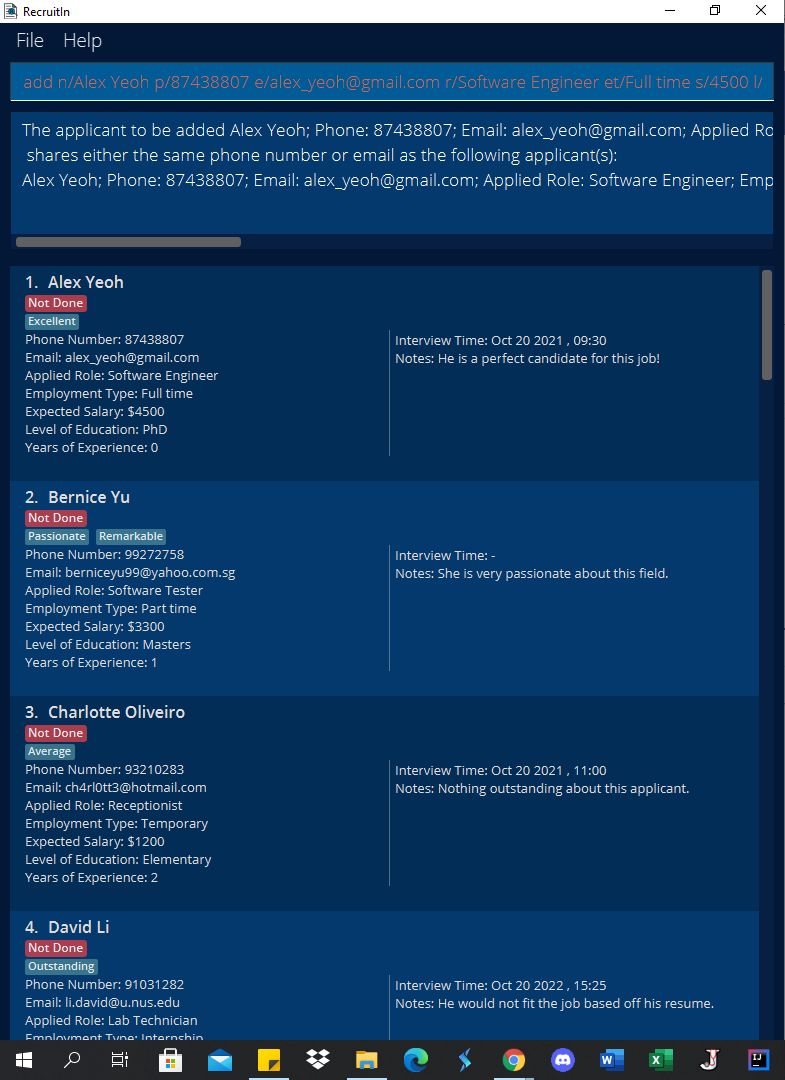 RecruitIn
File Help
add n/Alex Yeoh p/87438807 e/alex_yeoh@gmail.com r/Software Engineer et/Full time s/4500 l/
The applicant to be added Alex Yeoh; Phone: 87438807; Email: alex_yeoh@gmail.com; Applied Ro
shares either the same phone number or email as the following applicant(s):
Alex Yeoh; Phone: 87438807; Email: alex_yeoh@gmail.com; Applied Role: Software Engineer; Emp
1. Alex Yeoh
Not Done
Excellent
Phone Number: 87438807
Email: alex_yeoh@gmail.com
Applied Role: Software Engineer
Employment Type: Full time
Expected Salary: $4500
Level of Education: PhD
Years of Experience: 0
Interview Time: Oct 20 2021 , 09:30
Notes: He is a perfect candidate for this job!
2. Bernice Yu
Not Done
Passionate Remarkable
Phone Number: 99272758
Email: berniceyu99@yahoo.com.sg
Applied Role: Software Tester
Employment Type: Part time
Expected Salary: $3300
Level of Education: Masters
Years of Experience: 1
Interview Time: -
Notes: She is very passionate about this field.
3. Charlotte Oliveiro
Not Done
Average
Phone Number: 93210283
Email: ch4rl0tt3@hotmail.com
Applied Role: Receptionist
Employment Type: Temporary
Expected Salary: $1200
Level of Education: Elementary
Years of Experience: 2
Interview Time: Oct 20 2021 , 11:00
Notes: Nothing outstanding about this applicant.
4. David Li
Not Done
Outstanding
Phone Number: 91031282
Email: li.david@u.nus.edu
Applied Role: Lab Technician
Employment Type: Internship
Interview Time: Oct 20 2022 , 15:25
Notes: He would not fit the job based off his resume.